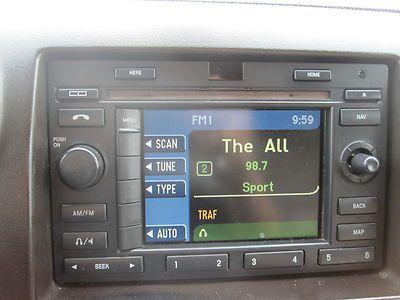 HERE
HOME
MENU
FM1
9:59
PUSH
ON
NAV
SCAN
The All
TUNE
2
98.7
TYPE
Sport
AM/FM
TRAF
BACK
AUTO
MAP
SEEK
1
2
3
4
5
6